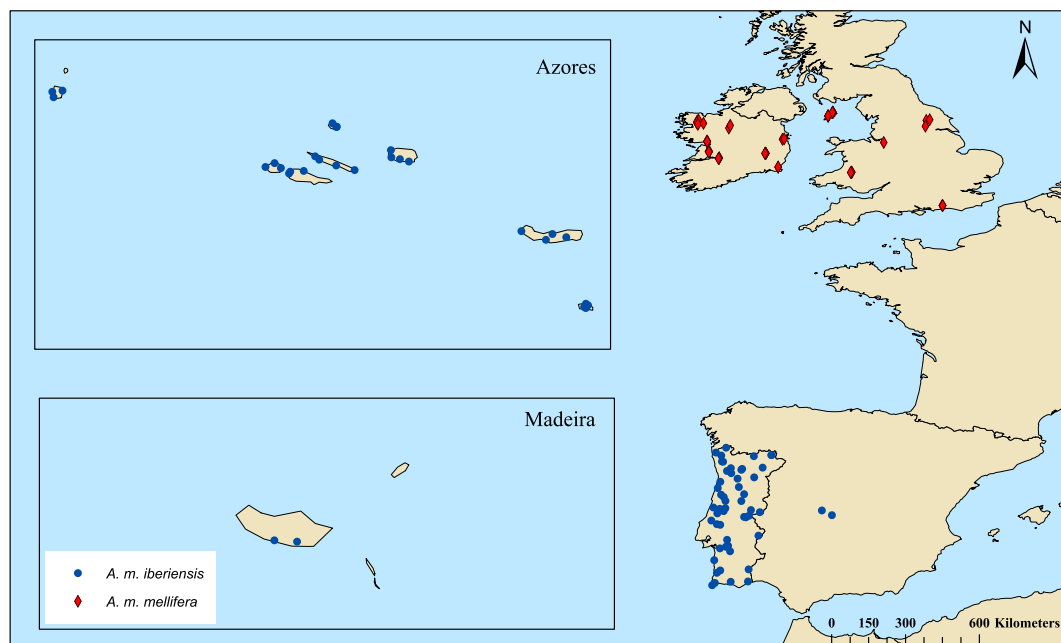 Azores
N
Madeira
A. m. iberiensis
A. m. mellifera
0 150 300 600 Kilometers